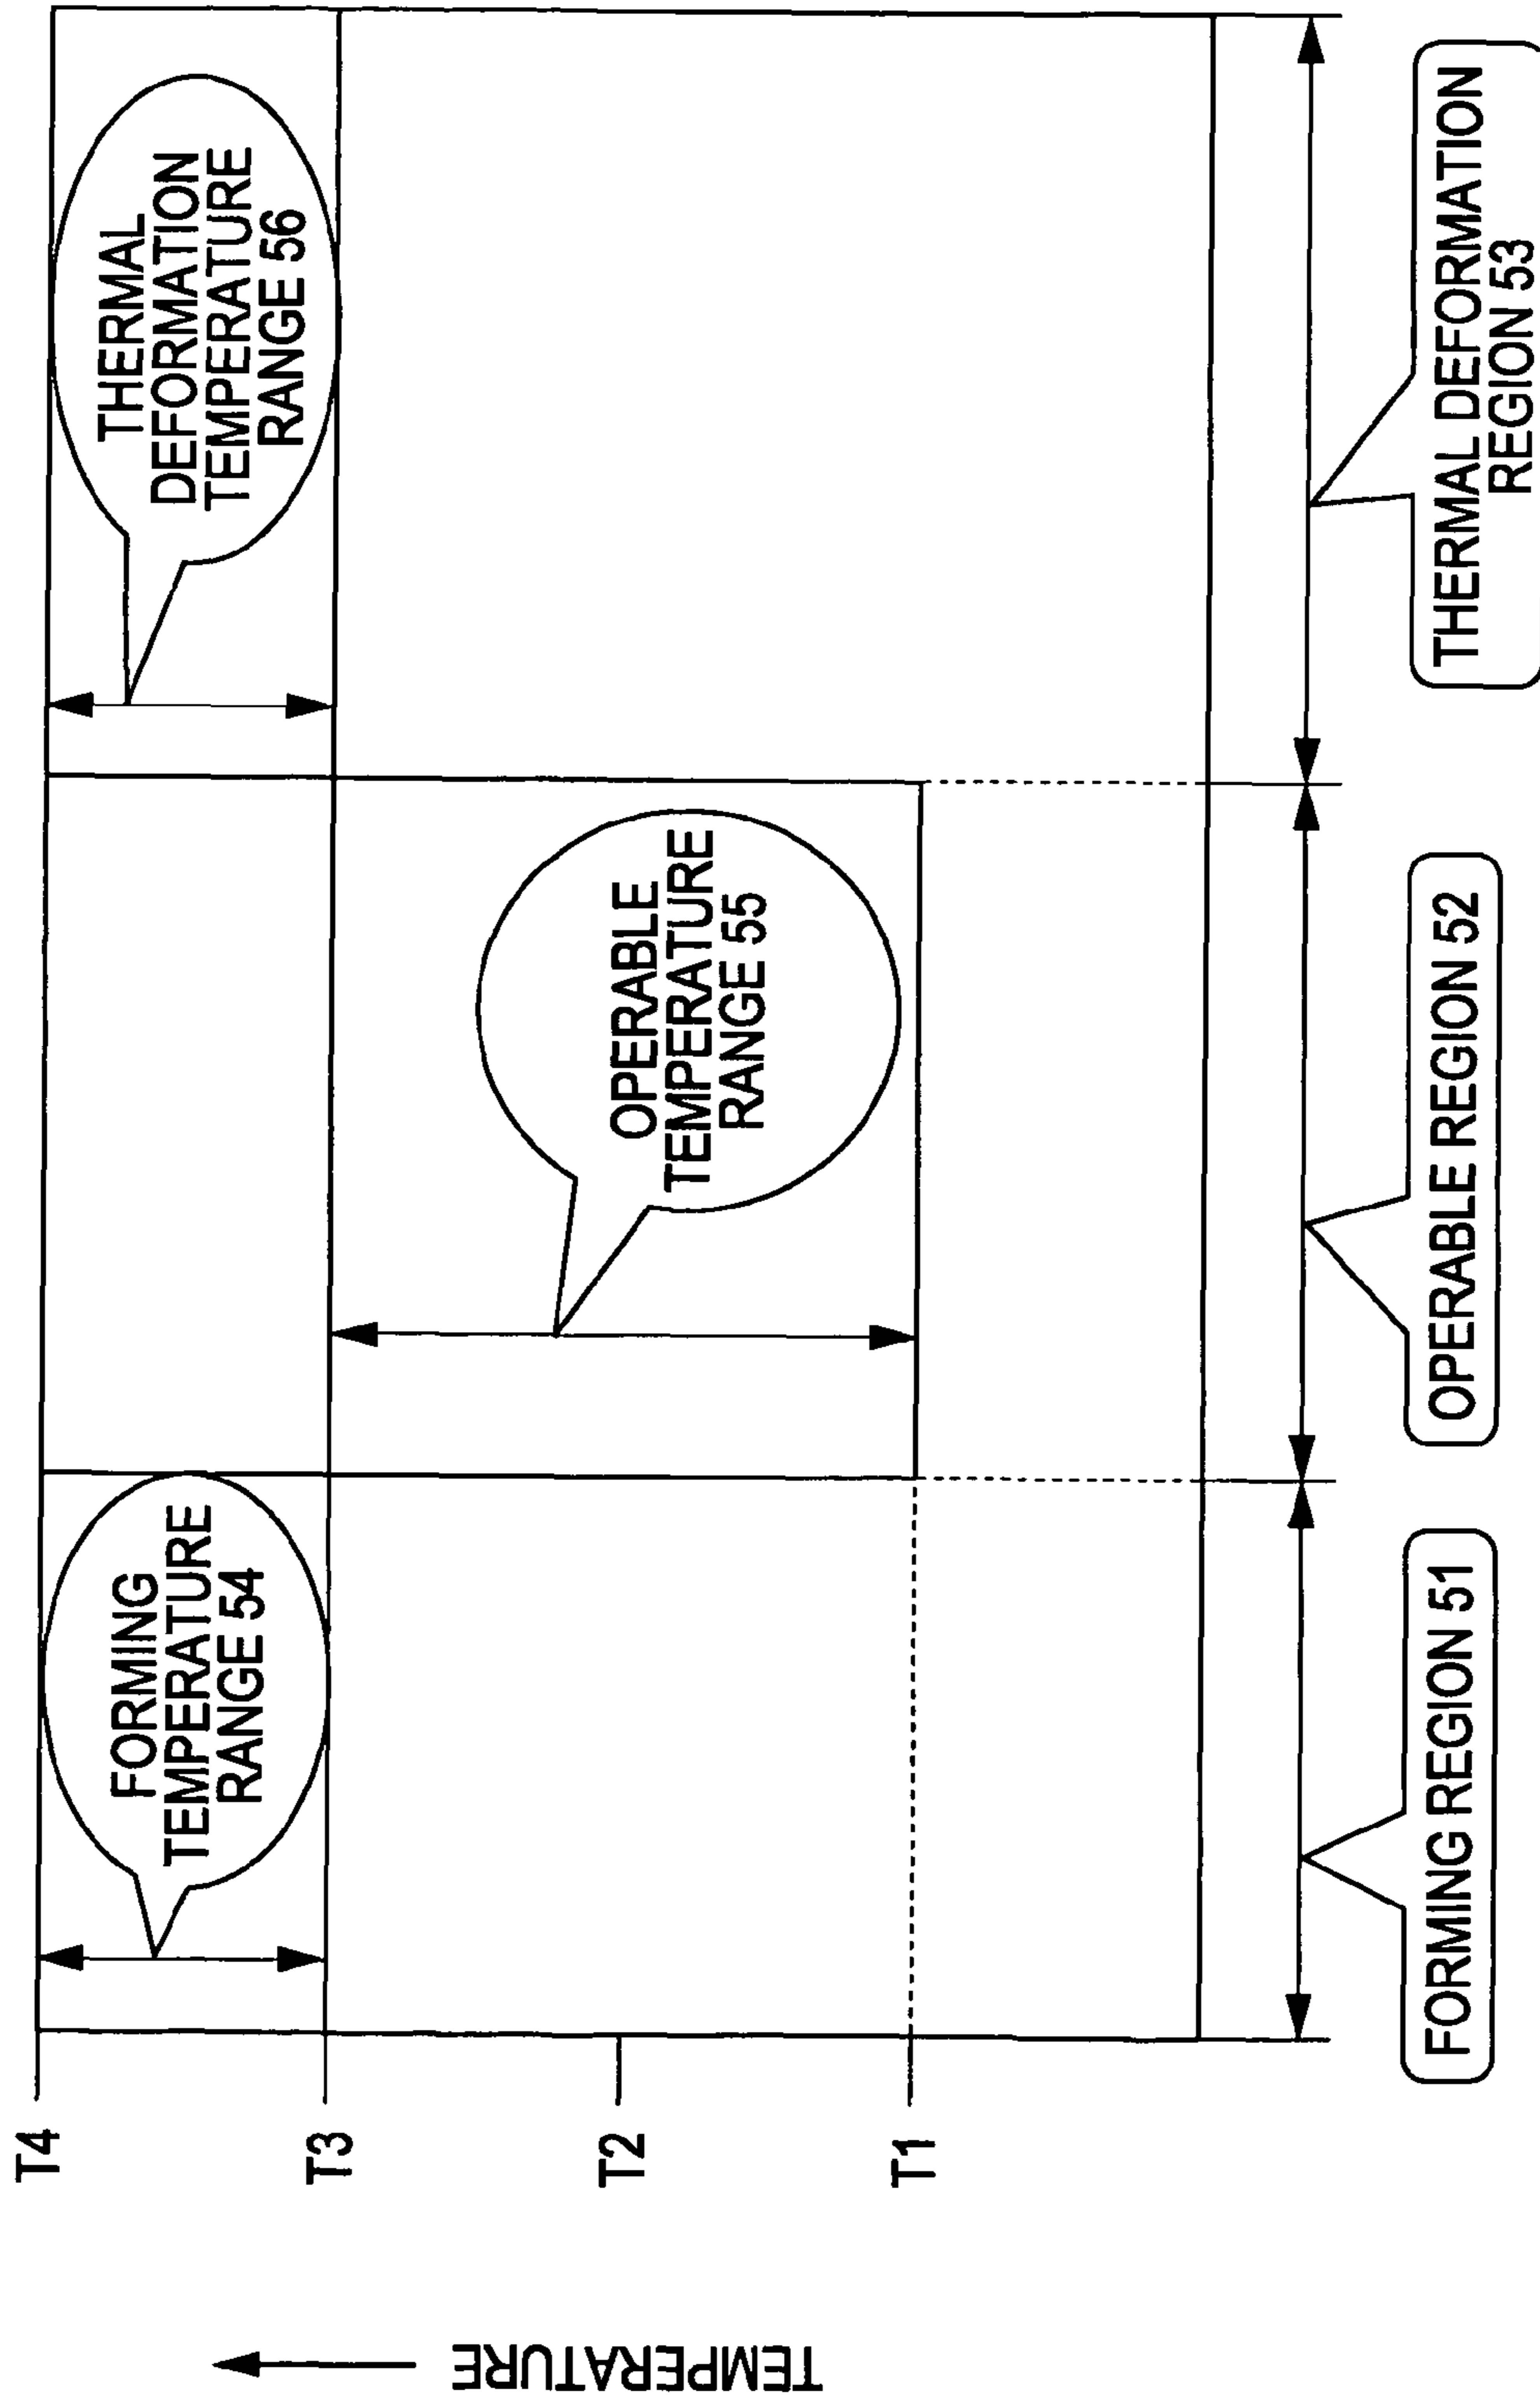 TEMPERATURE
T4
T3
T2
T1
FORMING
TEMPERATURE
RANGE 54
OPERABLE
TEMPERATURE
RANGE 55
THERMAL
DEFORMATION
TEMPERATURE
RANGE 56
FORMING REGION 51
OPERABLE REGION 52
THERMAL DEFORMATION
REGION 53